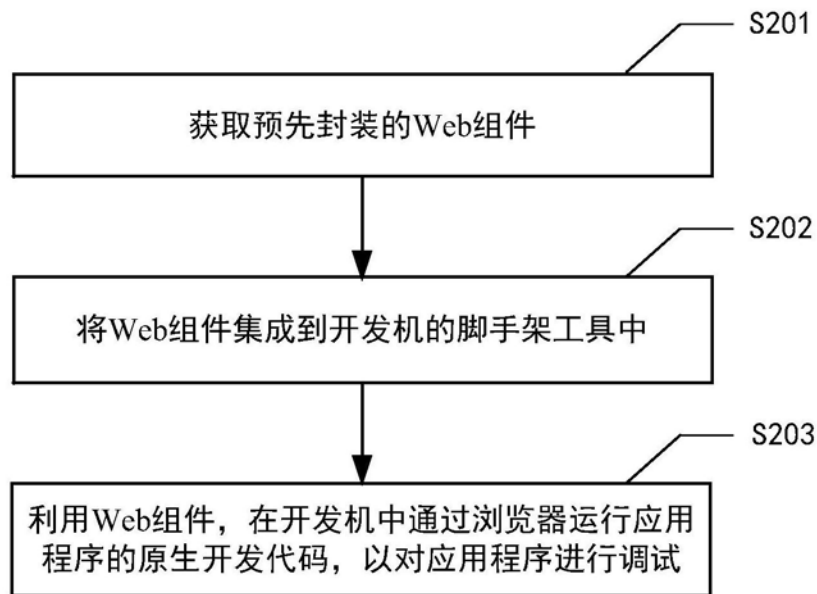 S201
获取预先封装的Web组件
S202
将Web组件集成到开发机的脚手架工具中
S203
利用Web组件，在开发机中通过浏览器运行应用
程序的原生开发代码，以对应用程序进行调试